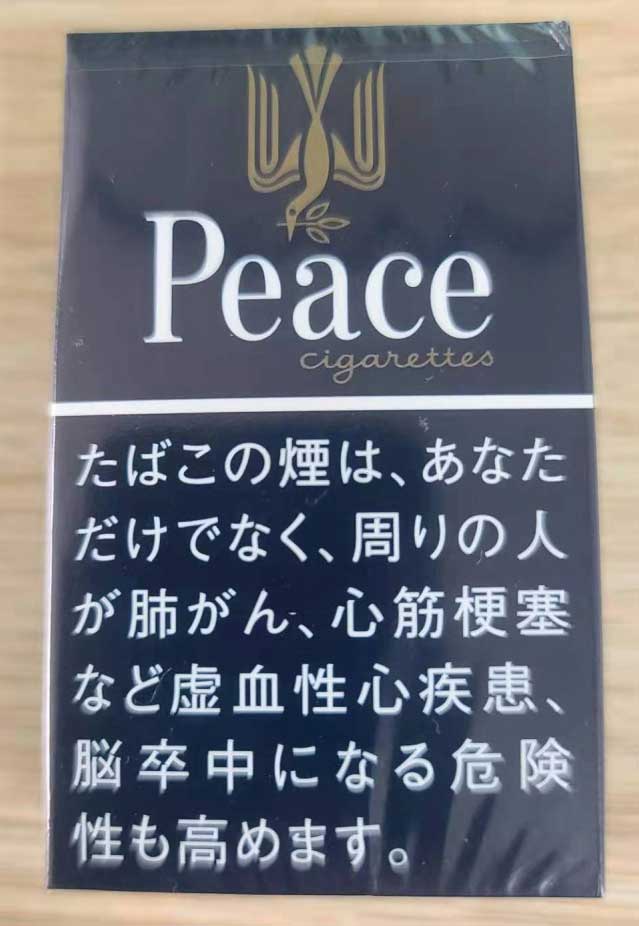 Peace
cigarettes
たばこの煙は、あなた
だけでなく、周りの人
が肺がん、心筋梗塞
など虚血性心疾患、
脳卒中になる危険
性も高めます。